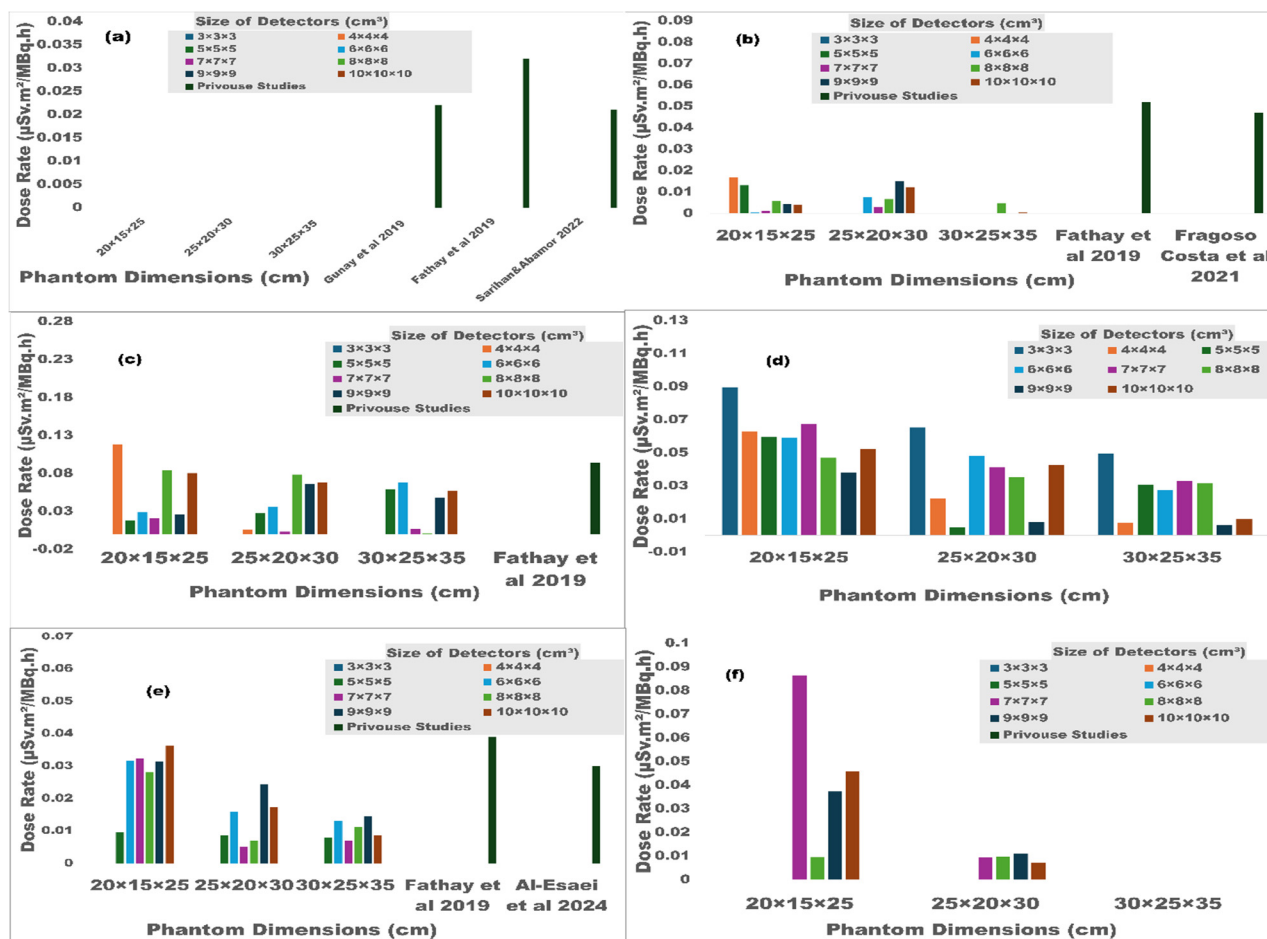 (a)
Dose Rate (µSv.m²/MBq.h)
0.04
0.035
0.03
0.025
0.02
0.015
0.01
0.005
0
Size of Detectors (cm³)
3×3×3 4×4×4
5×5×5 6×6×6
7×7×7 8×8×8
9×9×9 10×10×10
Privouse Studies
20×15×25
25×20×30
30×25×35
Gunay et al 2019
Fathay et al 2019
Sarihan&Abamor 2022
Phantom Dimensions (cm)
(b)
Dose Rate (µSv.m²/MBq.h)
0.09
0.08
0.07
0.06
0.05
0.04
0.03
0.02
0.01
0
Size of Detectors (cm³)
3×3×3 4×4×4
5×5×5 6×6×6
7×7×7 8×8×8
9×9×9 10×10×10
Privouse Studies
20×15×25 25×20×30 30×25×35 Fathay et Fragoso
al 2019 Costa et al
2021
Phantom Dimensions (cm)
(c)
Dose Rate (µSv.m²/MBq.h)
0.28
0.23
0.18
0.13
0.08
0.03
-0.02
Size of Detectors (cm³)
3×3×3 4×4×4
5×5×5 6×6×6
7×7×7 8×8×8
9×9×9 10×10×10
Privouse Studies
20×15×25 25×20×30 30×25×35 Fathay et
al 2019
Phantom Dimensions (cm)
(d)
Dose Rate (µSv.m²/MBq.h)
0.13
0.11
0.09
0.07
0.05
0.03
0.01
-0.01
Size of Detectors (cm³)
3×3×3 4×4×4 5×5×5
6×6×6 7×7×7 8×8×8
9×9×9 10×10×10
20×15×25 25×20×30 30×25×35
Phantom Dimensions (cm)
(e)
Dose Rate (µSv.m²/MBq.h)
0.07
0.06
0.05
0.04
0.03
0.02
0.01
0
Size of Detectors (cm³)
3×3×3 4×4×4
5×5×5 6×6×6
7×7×7 8×8×8
9×9×9 10×10×10
Privouse Studies
20×15×25 25×20×30 30×25×35 Fathay et Al-Esaei
al 2019 et al 2024
Phantom Dimensions (cm)
(f)
Dose Rate (µSv.m²/MBq.h)
0.1
0.09
0.08
0.07
0.06
0.05
0.04
0.03
0.02
0.01
0
Size of Detectors (cm³)
3×3×3 4×4×4
5×5×5 6×6×6
7×7×7 8×8×8
9×9×9 10×10×10
Privouse Studies
20×15×25 25×20×30 30×25×35
Phantom Dimensions (cm)